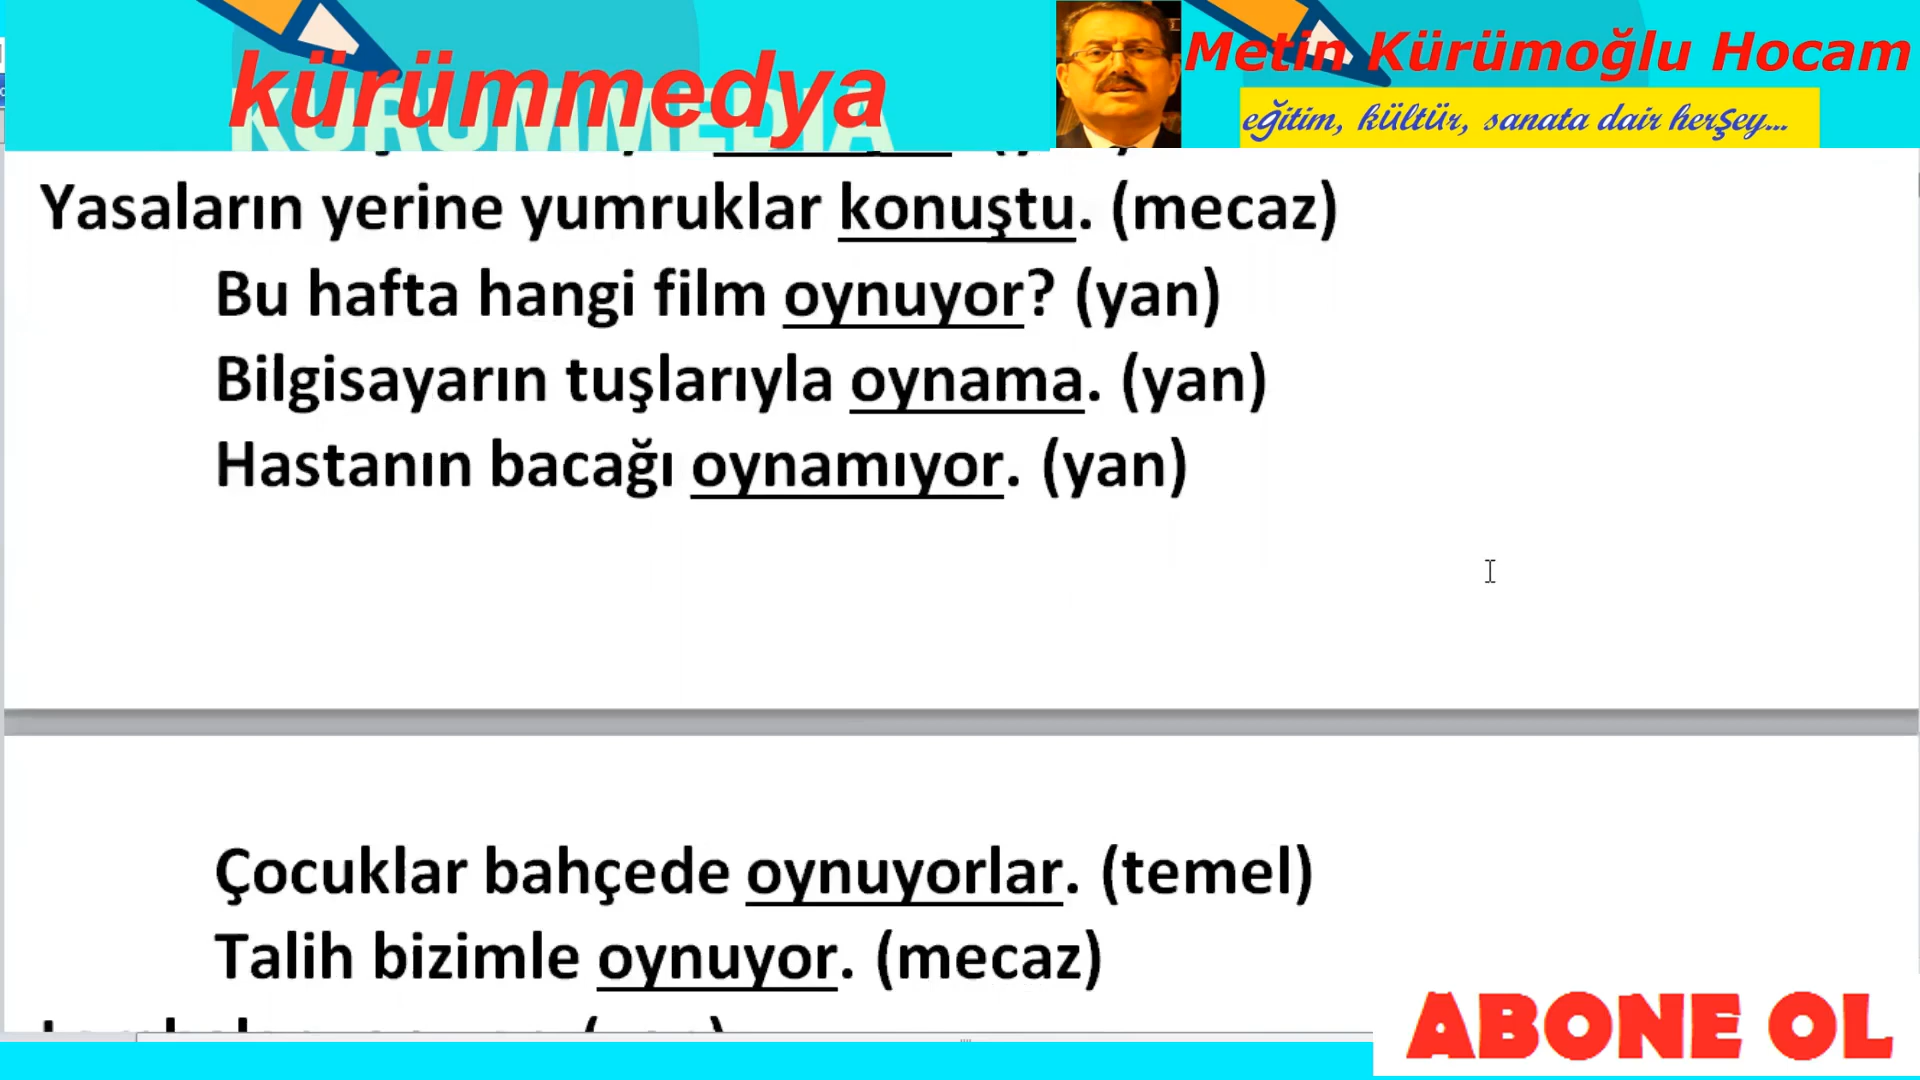 kürümmedya
KÜRÜMMEDİA
Metin Kürümoğlu Hocam
eğitim, kültür, sanata dair herşey...
Yasaların yerine yumruklar konuştu. (mecaz)
Bu hafta hangi film oynuyor? (yan)
Bilgisayarın tuşlarıyla oynama. (yan)
Hastanın bacağı oynamıyor. (yan)
Çocuklar bahçede oynuyorlar. (temel)
Talih bizimle oynuyor. (mecaz)
ABONE OL